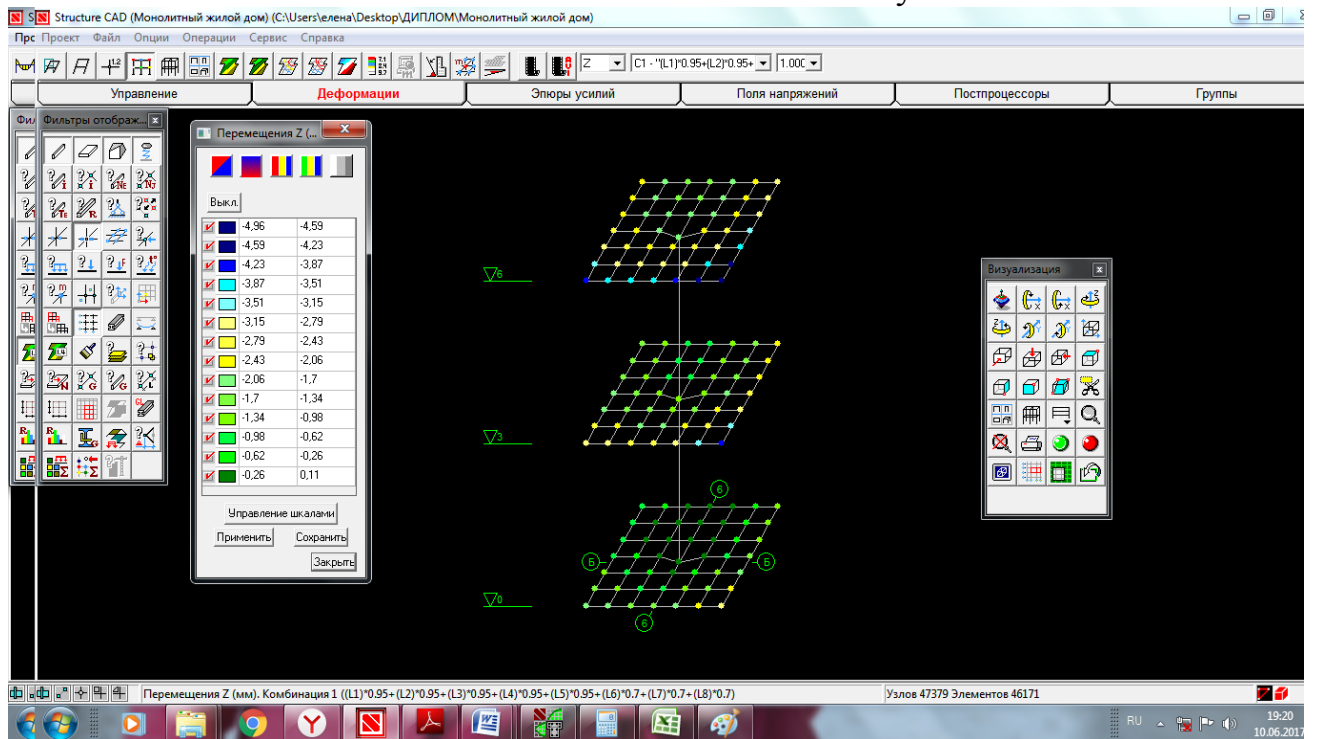 Structure CAD (Монолитный жилой дом) (C:\Users\елена\Desktop\ДИПЛОМ\Монолитный жилой дом)
Проект Файл Опции Операции Сервис Справка
Z C1 - "(L1)*0.95+(L2)*0.95+ 1.00
Управление Деформации Эпюры усилий Поля напряжений Постпроцессоры Группы
Фильтры отображ...
Перемещения Z (...
Выкл.
-4,96 -4,59
-4,59 -4,23
-4,23 -3,87
-3,87 -3,51
-3,51 -3,15
-3,15 -2,79
-2,79 -2,43
-2,43 -2,06
-2,06 -1,7
-1,7 -1,34
-1,34 -0,98
-0,98 -0,62
-0,62 -0,26
-0,26 0,11
Управление шкалами
Применить Сохранить
Закрыть
6
3
6
Б Б
0
6
Визуализация
Перемещения Z (мм). Комбинация 1 ((L1)*0.95+(L2)*0.95+(L3)*0.95+(L4)*0.95+(L5)*0.95+(L6)*0.7+(L7)*0.7+(L8)*0.7)
Узлов 47379 Элементов 46171
RU
19:20
10.06.2017